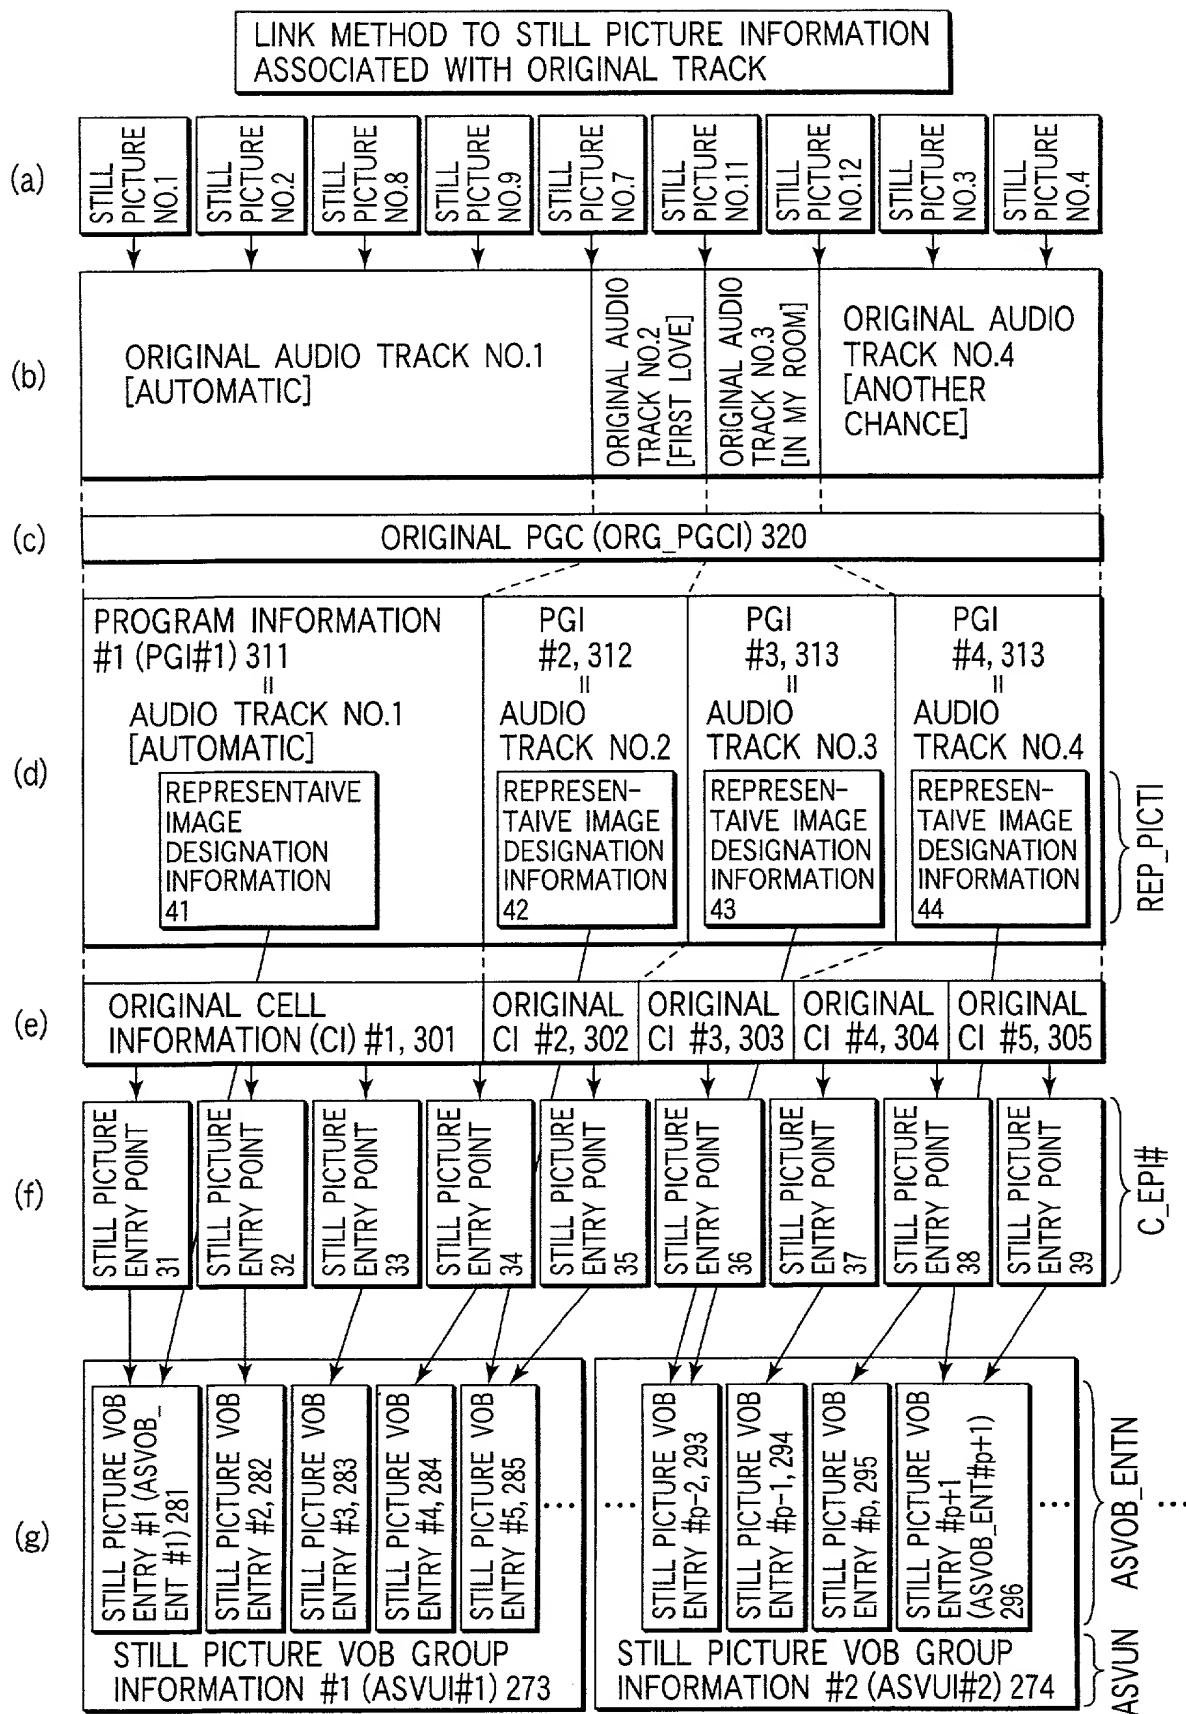 LINK METHOD TO STILL PICTURE INFORMATION
ASSOCIATED WITH ORIGINAL TRACK
(a)
STILL
PICTURE
NO.1
STILL
PICTURE
NO.2
STILL
PICTURE
NO.8
STILL
PICTURE
NO.9
STILL
PICTURE
NO.7
STILL
PICTURE
NO.11
STILL
PICTURE
NO.12
STILL
PICTURE
NO.3
STILL
PICTURE
NO.4
(b)
ORIGINAL AUDIO TRACK NO.1
[AUTOMATIC]
ORIGINAL AUDIO
TRACK NO.2
[FIRST LOVE]
ORIGINAL AUDIO
TRACK NO.3
[IN MY ROOM]
ORIGINAL AUDIO
TRACK NO.4
[ANOTHER
CHANCE]
(c)
ORIGINAL PGC (ORG_PGCI) 320
(d)
PROGRAM INFORMATION
#1 (PGI#1) 311
=
AUDIO TRACK NO.1
[AUTOMATIC]
REPRESENTAIVE
IMAGE
DESIGNATION
INFORMATION
41
PGI
#2, 312
=
AUDIO
TRACK NO.2
REPRESEN-
TAIVE IMAGE
DESIGNATION
INFORMATION
42
PGI
#3, 313
=
AUDIO
TRACK NO.3
REPRESEN-
TAIVE IMAGE
DESIGNATION
INFORMATION
43
PGI
#4, 313
=
AUDIO
TRACK NO.4
REPRESEN-
TAIVE IMAGE
DESIGNATION
INFORMATION
44
REP_PICTI
(e)
ORIGINAL CELL
INFORMATION (CI) #1, 301
ORIGINAL
CI #2, 302
ORIGINAL
CI #3, 303
ORIGINAL
CI #4, 304
ORIGINAL
CI #5, 305
(f)
STILL PICTURE
ENTRY POINT
31
STILL PICTURE
ENTRY POINT
32
STILL PICTURE
ENTRY POINT
33
STILL PICTURE
ENTRY POINT
34
STILL PICTURE
ENTRY POINT
35
STILL PICTURE
ENTRY POINT
36
STILL PICTURE
ENTRY POINT
37
STILL PICTURE
ENTRY POINT
38
STILL PICTURE
ENTRY POINT
39
C_EPI#
(g)
STILL PICTURE VOB
ENTRY #1 (ASVOB_
ENT #1) 281
STILL PICTURE VOB
ENTRY #2, 282
STILL PICTURE VOB
ENTRY #3, 283
STILL PICTURE VOB
ENTRY #4, 284
STILL PICTURE VOB
ENTRY #5, 285
...
STILL PICTURE VOB GROUP
INFORMATION #1 (ASVUI#1) 273
...
STILL PICTURE VOB
ENTRY #p-2, 293
STILL PICTURE VOB
ENTRY #p-1, 294
STILL PICTURE VOB
ENTRY #p, 295
STILL PICTURE VOB
ENTRY #p+1
(ASVOB_ENT#p+1)
296
...
STILL PICTURE VOB GROUP
INFORMATION #2 (ASVUI#2) 274
ASVOB_ENTN
ASVUN
...